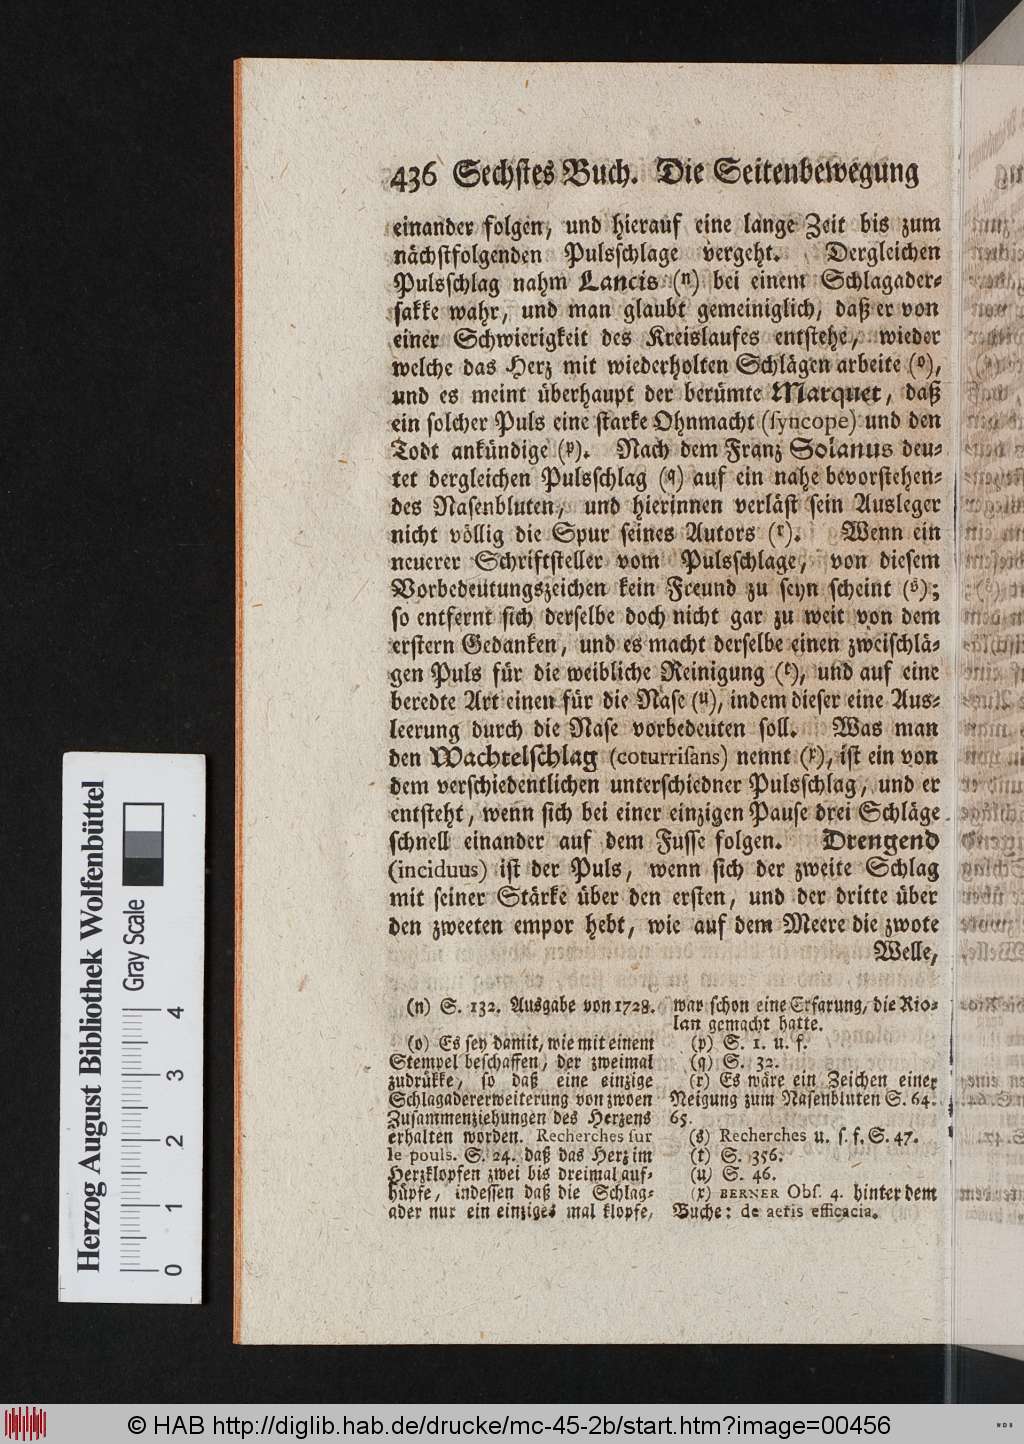 436 Sechstes Buch. Die Seitenbewegung
einander folgen, und hierauf eine lange Zeit bis zum
nächstfolgenden Pulsschlage vergeht. Dergleichen
Pulsschlag nahm Lancis (n) bei einem Schlagader-
sakke wahr, und man glaubt gemeiniglich, daß er von
einer Schwierigkeit des Kreislaufes entstehe, wieder
welche das Herz mit wiederholten Schlägen arbeite (o),
und es meint überhaupt der berümte Marquet, daß
ein solcher Puls eine starke Ohnmacht (syncope) und den
Todt ankündige (p). Nach dem Franz Solanus deu-
tet dergleichen Pulsschlag (q) auf ein nahe bevorstehen-
des Nasenbluten, und hierinnen verläst sein Ausleger
nicht völlig die Spur seines Autors (r). Wenn ein
neuerer Schriftsteller vom Pulsschlage, von diesem
Vorbedeutungszeichen kein Freund zu seyn scheint (s);
so entfernt sich derselbe doch nicht gar zu weit von dem
erstern Gedanken, und es macht derselbe einen zweischlä-
gen Puls für die weibliche Reinigung (t), und auf eine
beredte Art einen für die Nase (u), indem dieser eine Aus-
leerung durch die Nase vorbedeuten soll. Was man
den Wachtelschlag (coturrisans) nennt (x), ist ein von
dem verschiedentlichen unterschiedner Pulsschlag, und er
entsteht, wenn sich bei einer einzigen Pause drei Schläge
schnell einander auf dem Fusse folgen. Drengend
(inciduus) ist der Puls, wenn sich der zweite Schlag
mit seiner Stärke über den ersten, und der dritte über
den zweeten empor hebt, wie auf dem Meere die zwote
Welle,
(n) S. 132. Ausgabe von 1728.
(o) Es sey damit, wie mit einem
Stempel beschaffen, der zweimal
zudrükke, so daß eine einzige
Schlagadererweiterung von zwoen
Zusammenziehungen des Herzens
erhalten worden. Recherches sur
le pouls. S. 24. daß das Herz im
Herzklopfen zwei bis dreimal auf-
hüpfe, indessen daß die Schlag-
ader nur ein einziges mal klopfe,
war schon eine Erfarung, die Rio-
lan gemacht hatte.
(p) S. 1. u. f.
(q) S. 32.
(r) Es wäre ein Zeichen einer
Neigung zum Nasenbluten S. 64.
65.
(s) Recherches u. s. f. S. 47.
(t) S. 356.
(u) S. 46.
(x) BERNER Obs. 4. hinter dem
Buche: de aeris efficacia.
Herzog August Bibliothek Wolfenbüttel
Gray Scale
0 1 2 3 4
© HAB http://diglib.hab.de/drucke/mc-45-2b/start.htm?image=00456